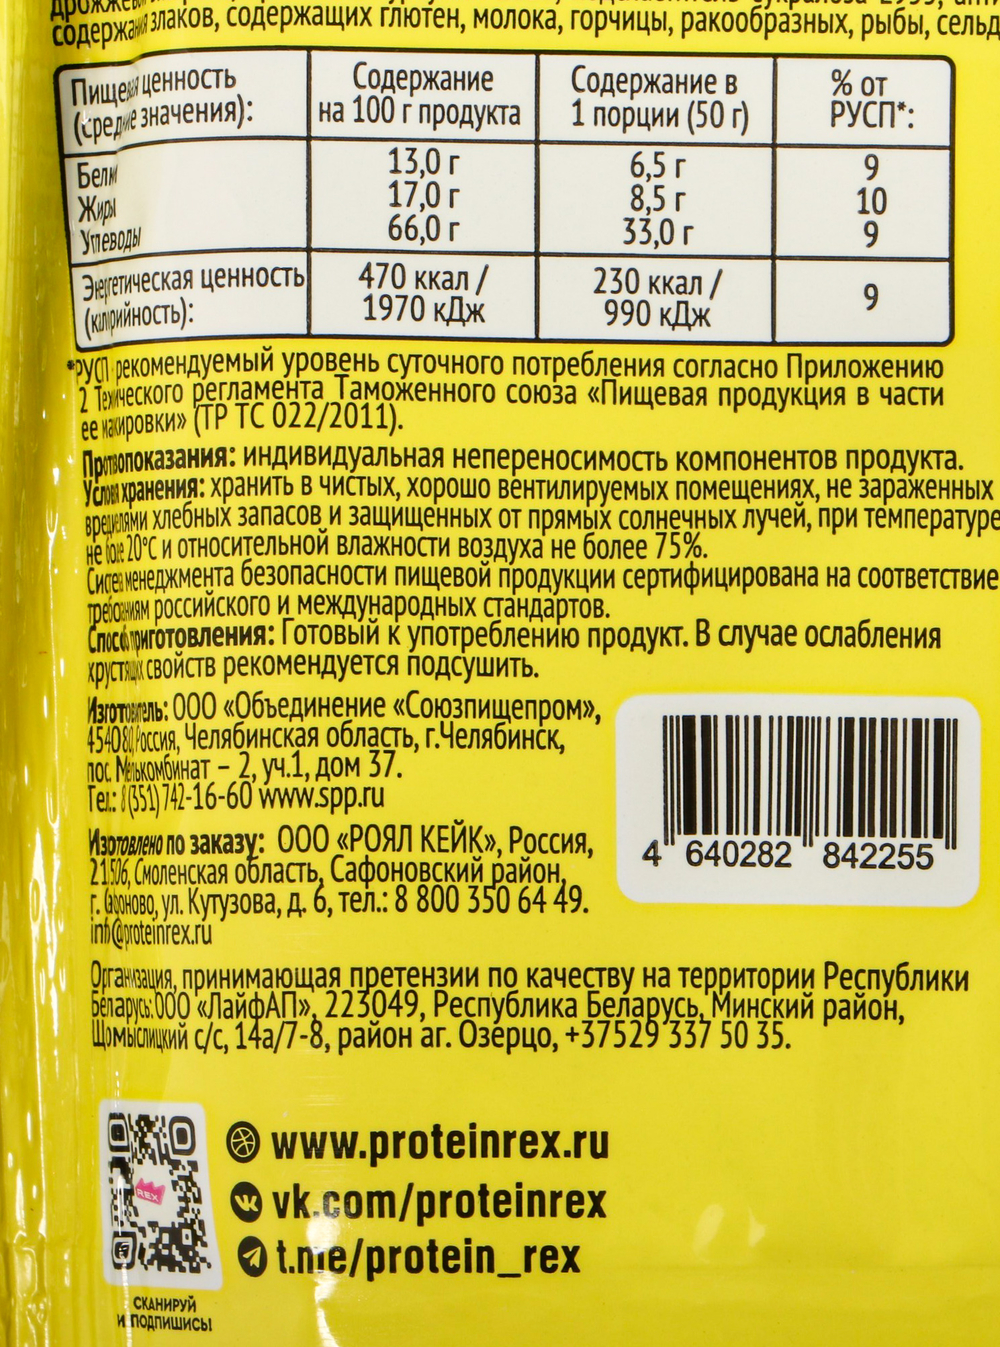 содержания злаков, содержащих глютен, молока, горчицы, ракообразных, рыбы, сельд
Пищевая ценность (средние значения): Содержание на 100 г продукта Содержание в 1 порции (50 г) % от РУСП*:
Белки 13,0 г 6,5 г 9
Жиры 17,0 г 8,5 г 10
Углеводы 66,0 г 33,0 г 9
Энергетическая ценность (калорийность): 470 ккал / 1970 кДж 230 ккал / 990 кДж 9
*РУСП рекомендуемый уровень суточного потребления согласно Приложению
2 Технического регламента Таможенного союза «Пищевая продукция в части
ее маркировки» (ТР ТС 022/2011).
Противопоказания: индивидуальная непереносимость компонентов продукта.
Условия хранения: хранить в чистых, хорошо вентилируемых помещениях, не зараженных
вредителями хлебных запасов и защищенных от прямых солнечных лучей, при температуре
не более 20°С и относительной влажности воздуха не более 75%.
Система менеджмента безопасности пищевой продукции сертифицирована на соответствие
требованиям российского и международных стандартов.
Способ приготовления: Готовый к употреблению продукт. В случае ослабления
хрустящих свойств рекомендуется подсушить.
Изготовитель: ООО «Объединение «Союзпищепром»,
454080, Россия, Челябинская область, г.Челябинск,
пос. Мелькомбинат – 2, уч.1, дом 37.
Тел.: 8 (351) 742-16-60 www.spp.ru
Изготовлено по заказу: ООО «РОЯЛ КЕЙК», Россия,
Смоленская область, Сафоновский район,
г. Сафоново, ул. Кутузова, д. 6, тел.: 8 800 350 64 49.
info@proteinrex.ru
4 640282 842255
Организация, принимающая претензии по качеству на территории Республики
Беларусь: ООО «ЛайфАП», 223049, Республика Беларусь, Минский район,
Щомыслицкий с/с, 14а/7-8, район аг. Озерцо, +37529 337 50 35.
REX
www.proteinrex.ru
vk.com/proteinrex
t.me/protein_rex
СКАНИРУЙ
И ПОДПИШИСЬ!